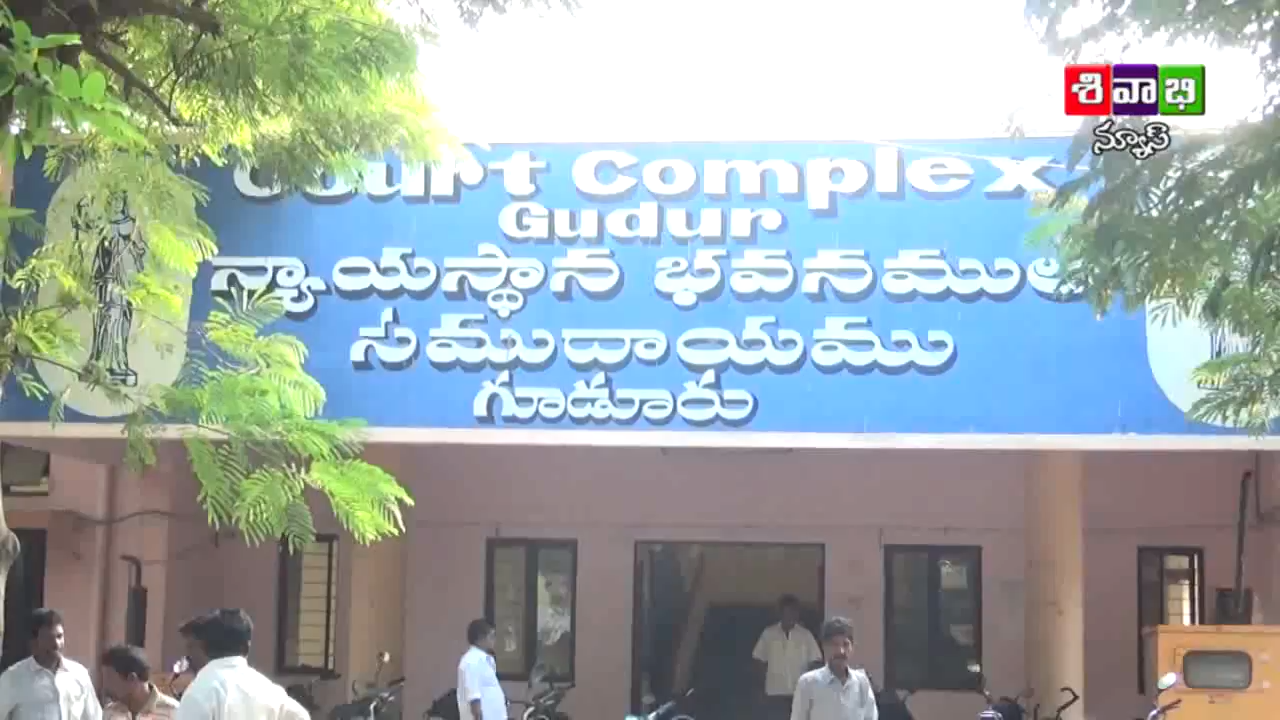 శివాభి
న్యూస్
Court Complex
Gudur
న్యాయస్థాన భవనముల
సముదాయము
గూడూరు